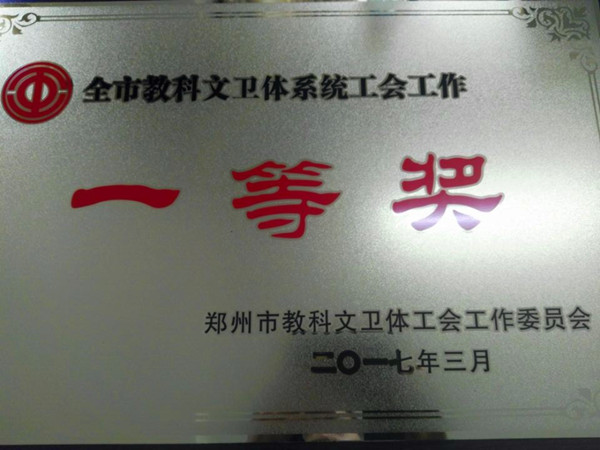 全市教科文卫体系统工会工作
一等奖
郑州市教科文卫体工会工作委员会
二〇一七年三月